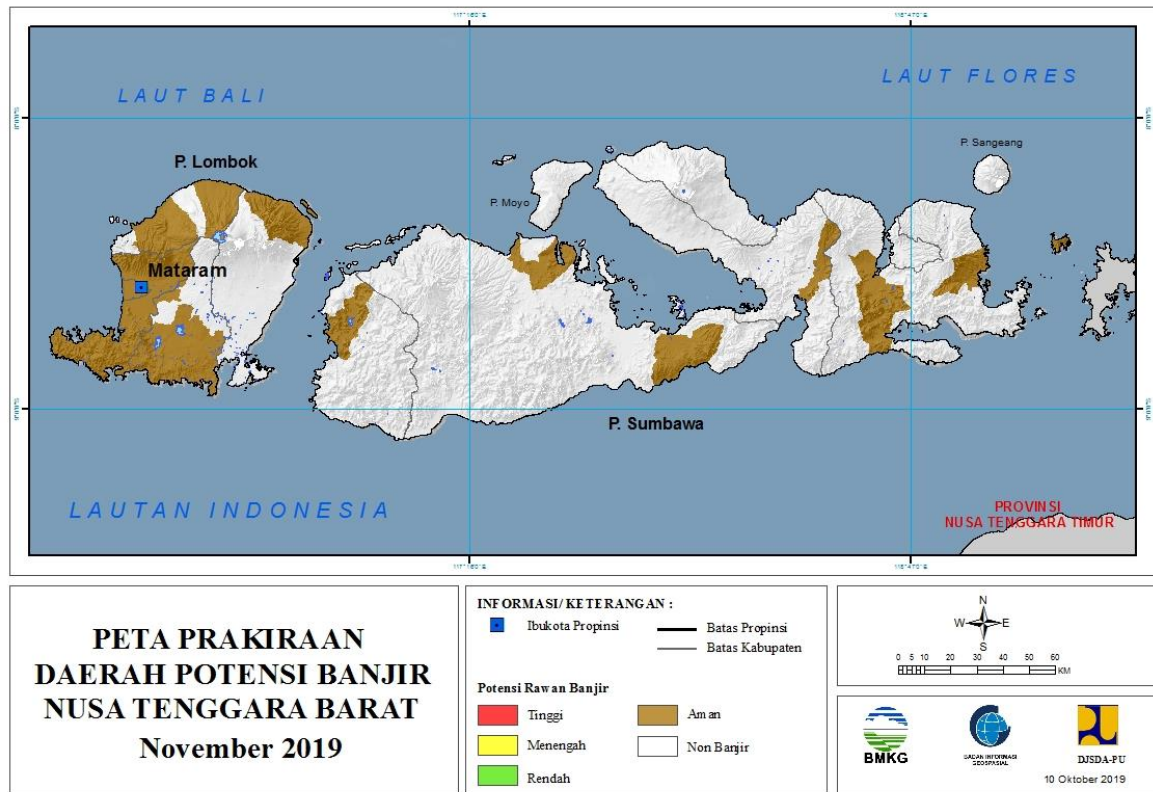 LAUT BALI
LAUT FLORES
P. Lombok
P. Sangeang
P. Moyo
Mataram
P. Sumbawa
LAUTAN INDONESIA
PROVINSI
NUSA TENGGARA TIMUR
PETA PRAKIRAAN
DAERAH POTENSI BANJIR
NUSA TENGGARA BARAT
November 2019
INFORMASI/ KETERANGAN :
Ibukota Propinsi
Batas Propinsi
Batas Kabupaten
Potensi Rawan Banjir
Tinggi
Menengah
Rendah
Aman
Non Banjir
N
W E
S
0 5 10 20 30 40 50 60
KM
BMKG
BADAN INFORMASI
GEOSPASIAL
DJSDA-PU
10 Oktober 2019